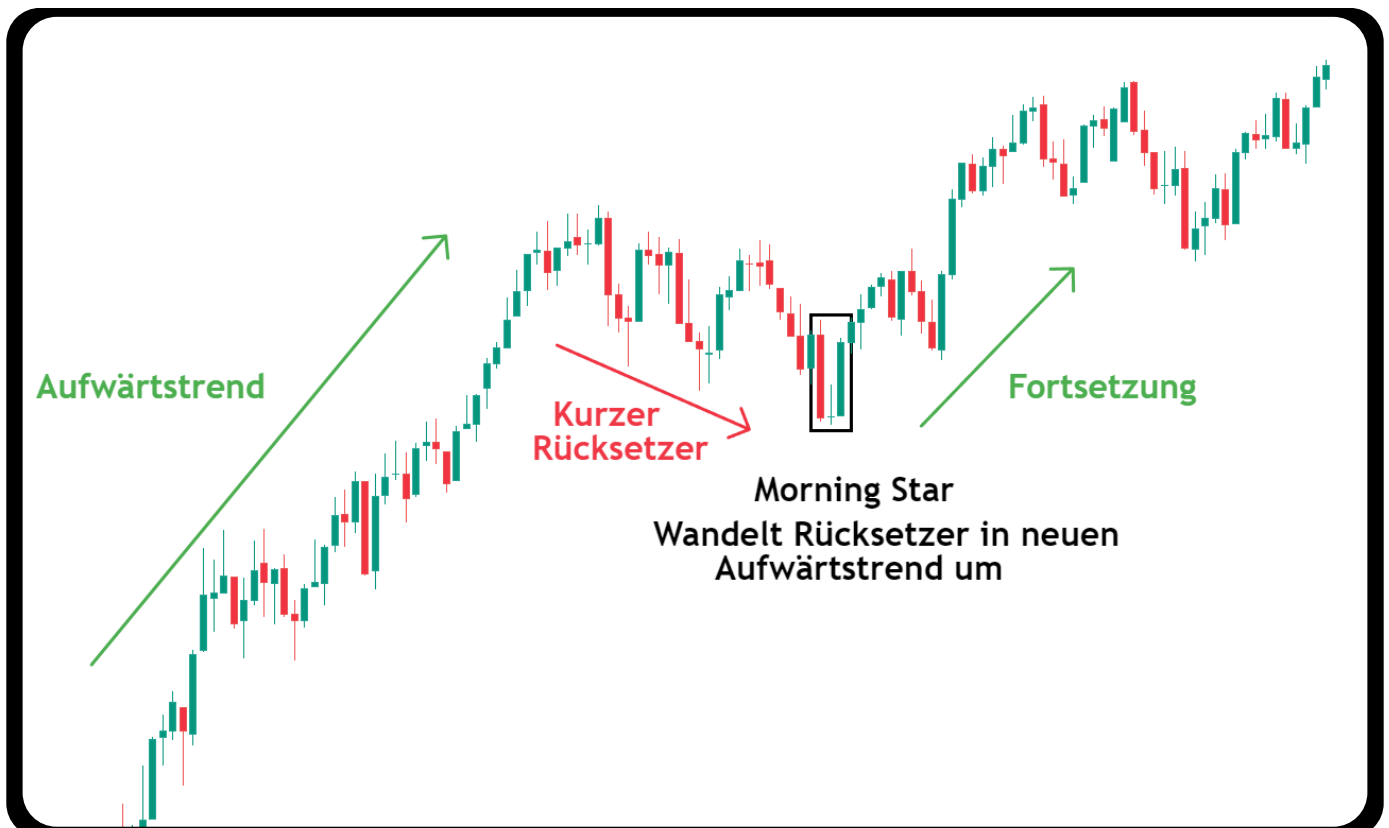 Aufwärtstrend
Kurzer
Rücksetzer
Fortsetzung
Morning Star
Wandelt Rücksetzer in neuen
Aufwärtstrend um